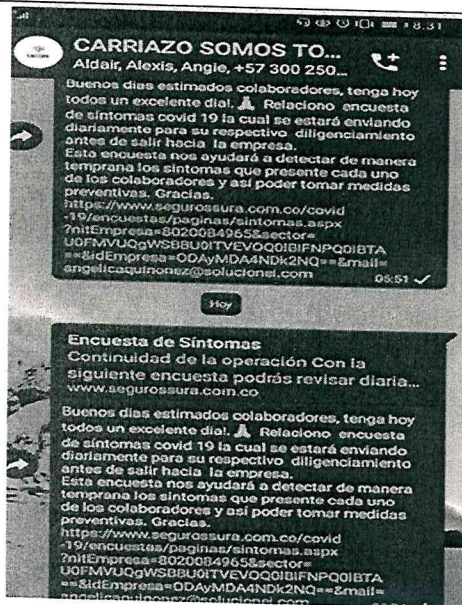 8:31
CARRIAZO SOMOS TO...
Aldair, Alexis, Angie, +57 300 250...
Buenos dias estimados colaboradores, tenga hoy
todos un excelente dia!. 🙏 Relaciono encuesta
de sintomas covid 19 la cual se estará enviando
diariamente para su respectivo diligenciamiento
antes de salir hacia la empresa.
Esta encuesta nos ayudará a detectar de manera
temprana los sintomas que presente cada uno
de los colaboradores y así poder tomar medidas
preventivas. Gracias.
https://www.segurossura.com.co/covid
-19/encuestas/paginas/sintomas.aspx
?nitEmpresa=8020084965&sector=
==&idEmpresa=ODAyMDA4NDk2NQ==&mail=
angelicaquinonez@solucionei.com
05:51
Hoy
Encuesta de Síntomas
Continuidad de la operación Con la
siguiente encuesta podrás revisar diaria...
www.segurossura.com.co
Buenos dias estimados colaboradores, tenga hoy
todos un excelente dia!. 🙏 Relaciono encuesta
de sintomas covid 19 la cual se estará enviando
diariamente para su respectivo diligenciamiento
antes de salir hacia la empresa.
Esta encuesta nos ayudará a detectar de manera
temprana los sintomas que presente cada uno
de los colaboradores y así poder tomar medidas
preventivas. Gracias.
https://www.segurossura.com.co/covid
-19/encuestas/paginas/sintomas.aspx
?nitEmpresa=8020084965&sector=
==&idEmpresa=ODAyMDA4NDk2NQ==&mail=
angelicaquinonez@solucionei.com